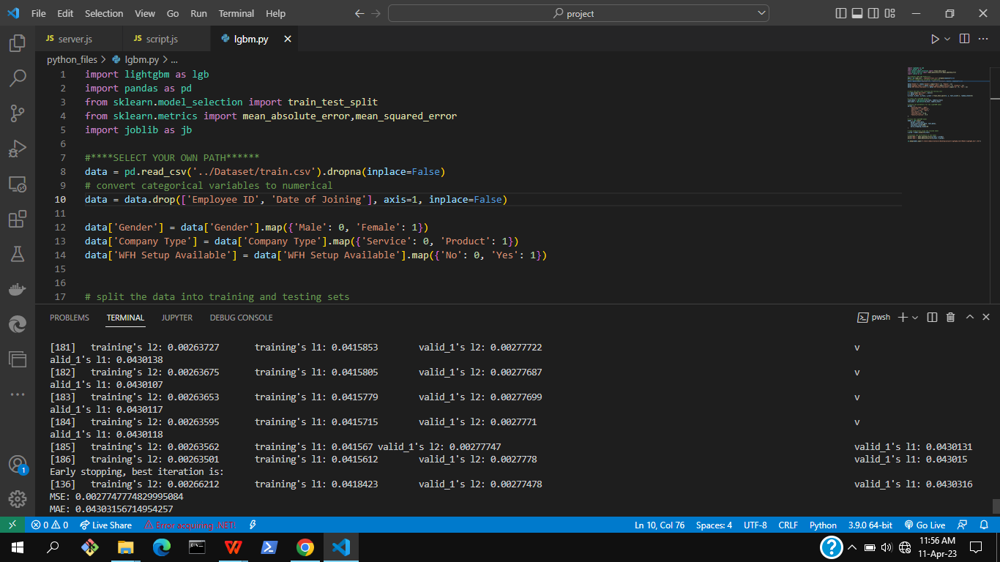 File Edit Selection View Go Run Terminal Help
project
JS server.js
JS script.js
lgbm.py
python_files > lgbm.py > ...
1 import lightgbm as lgb
2 import pandas as pd
3 from sklearn.model_selection import train_test_split
4 from sklearn.metrics import mean_absolute_error,mean_squared_error
5 import joblib as jb
6
7 #****SELECT YOUR OWN PATH******
8 data = pd.read_csv('../Dataset/train.csv').dropna(inplace=False)
9 # convert categorical variables to numerical
10 data = data.drop(['Employee ID', 'Date of Joining'], axis=1, inplace=False)
11
12 data['Gender'] = data['Gender'].map({'Male': 0, 'Female': 1})
13 data['Company Type'] = data['Company Type'].map({'Service': 0, 'Product': 1})
14 data['WFH Setup Available'] = data['WFH Setup Available'].map({'No': 0, 'Yes': 1})
15
16
17 # split the data into training and testing sets
PROBLEMS TERMINAL JUPYTER DEBUG CONSOLE
pwsh
[181] training's l2: 0.00263727 training's l1: 0.0415853 valid_1's l2: 0.00277722 v
alid_1's l1: 0.0430138
[182] training's l2: 0.00263675 training's l1: 0.0415805 valid_1's l2: 0.00277687 v
alid_1's l1: 0.0430107
[183] training's l2: 0.00263653 training's l1: 0.0415779 valid_1's l2: 0.00277699 v
alid_1's l1: 0.0430117
[184] training's l2: 0.00263595 training's l1: 0.0415715 valid_1's l2: 0.0027771 v
alid_1's l1: 0.0430118
[185] training's l2: 0.00263562 training's l1: 0.041567 valid_1's l2: 0.00277747 valid_1's l1: 0.0430131
[186] training's l2: 0.00263501 training's l1: 0.0415612 valid_1's l2: 0.0027778 valid_1's l1: 0.043015
Early stopping, best iteration is:
[136] training's l2: 0.00266212 training's l1: 0.0418423 valid_1's l2: 0.00277478 valid_1's l1: 0.0430316
MSE: 0.0027747774829995084
MAE: 0.04303156714954257
1
0 0 Live Share Error acquiring .NET! Ln 10, Col 76 Spaces: 4 UTF-8 CRLF Python 3.9.0 64-bit Go Live
11:56 AM
11-Apr-23